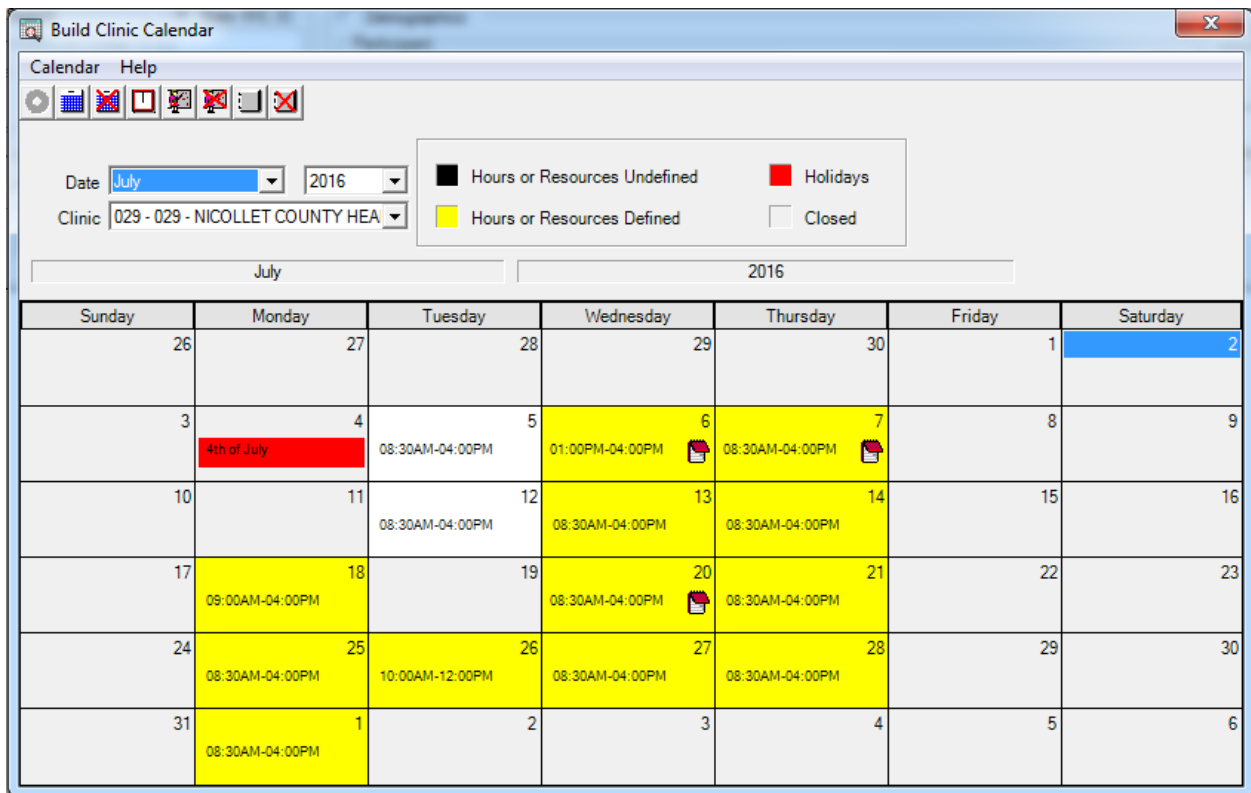 Build Clinic Calendar
Calendar Help
Date July 2016
Clinic 029 - 029 - NICOLLET COUNTY HEA
Hours or Resources Undefined Holidays
Hours or Resources Defined Closed
July 2016
Sunday Monday Tuesday Wednesday Thursday Friday Saturday
26 27 28 29 30 1 2
3 4 5 6 7 8 9
4th of July 08:30AM-04:00PM 01:00PM-04:00PM 08:30AM-04:00PM
10 11 12 13 14 15 16
08:30AM-04:00PM 08:30AM-04:00PM 08:30AM-04:00PM
17 18 19 20 21 22 23
09:00AM-04:00PM 08:30AM-04:00PM 08:30AM-04:00PM
24 25 26 27 28 29 30
08:30AM-04:00PM 10:00AM-12:00PM 08:30AM-04:00PM 08:30AM-04:00PM
31 1 2 3 4 5 6
08:30AM-04:00PM